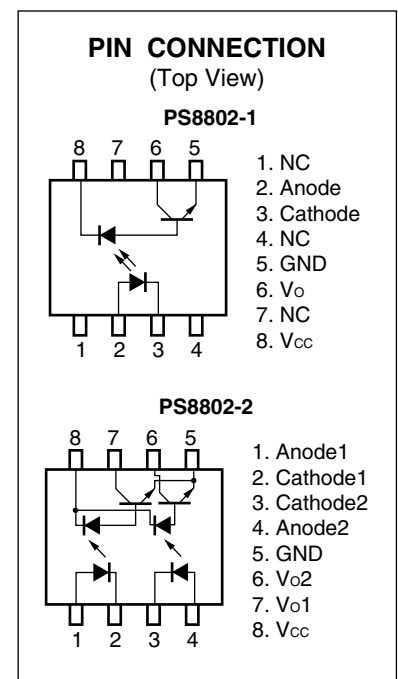 PIN CONNECTION
(Top View)
PS8802-1
8 7 6 5
1. NC
2. Anode
3. Cathode
4. NC
5. GND
6. Vo
7. NC
8. Vcc
1 2 3 4
PS8802-2
8 7 6 5
1. Anode1
2. Cathode1
3. Cathode2
4. Anode2
5. GND
6. Vo2
7. Vo1
8. Vcc
1 2 3 4